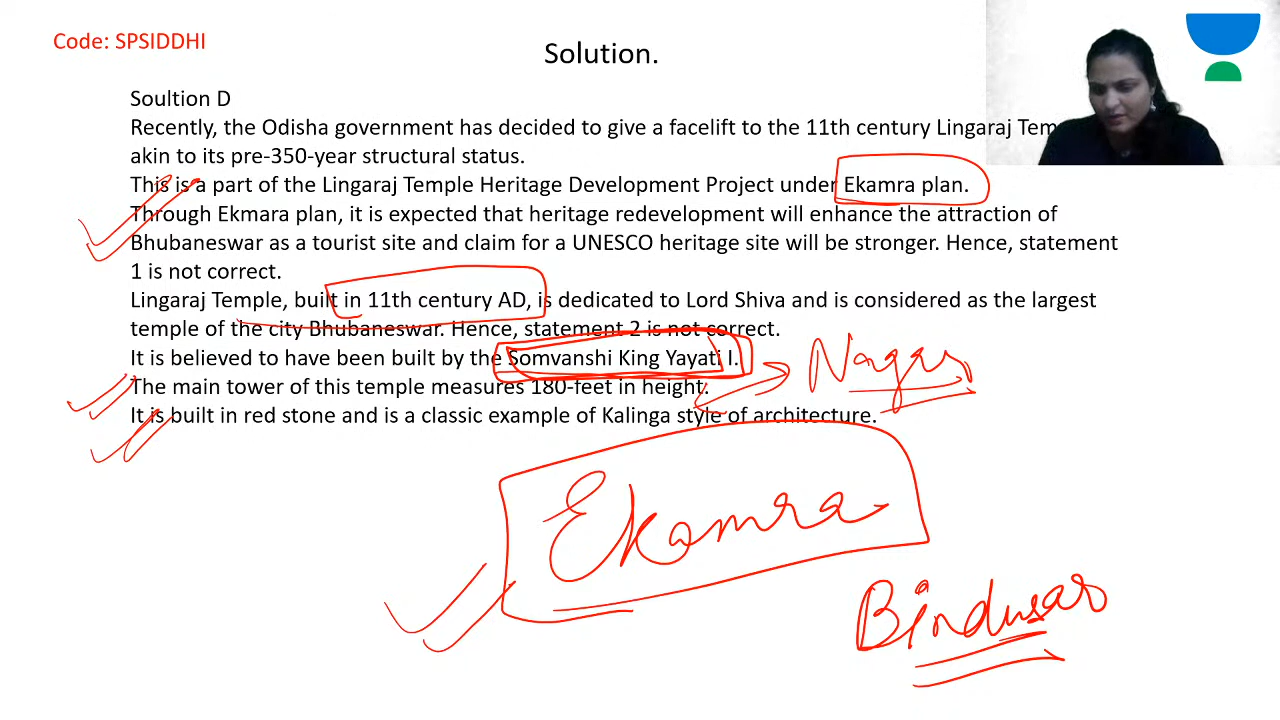 Code: SPSIDDHI
Solution.
Soultion D
Recently, the Odisha government has decided to give a facelift to the 11th century Lingaraj Tem
akin to its pre-350-year structural status.
This is a part of the Lingaraj Temple Heritage Development Project under Ekamra plan.
Through Ekmara plan, it is expected that heritage redevelopment will enhance the attraction of
Bhubaneswar as a tourist site and claim for a UNESCO heritage site will be stronger. Hence, statement
1 is not correct.
Lingaraj Temple, built in 11th century AD, is dedicated to Lord Shiva and is considered as the largest
temple of the city Bhubaneswar. Hence, statement 2 is not correct.
It is believed to have been built by the Somvanshi King Yayati I.
The main tower of this temple measures 180-feet in height.
It is built in red stone and is a classic example of Kalinga style of architecture.
Nagar
Ekamra
Bindusar